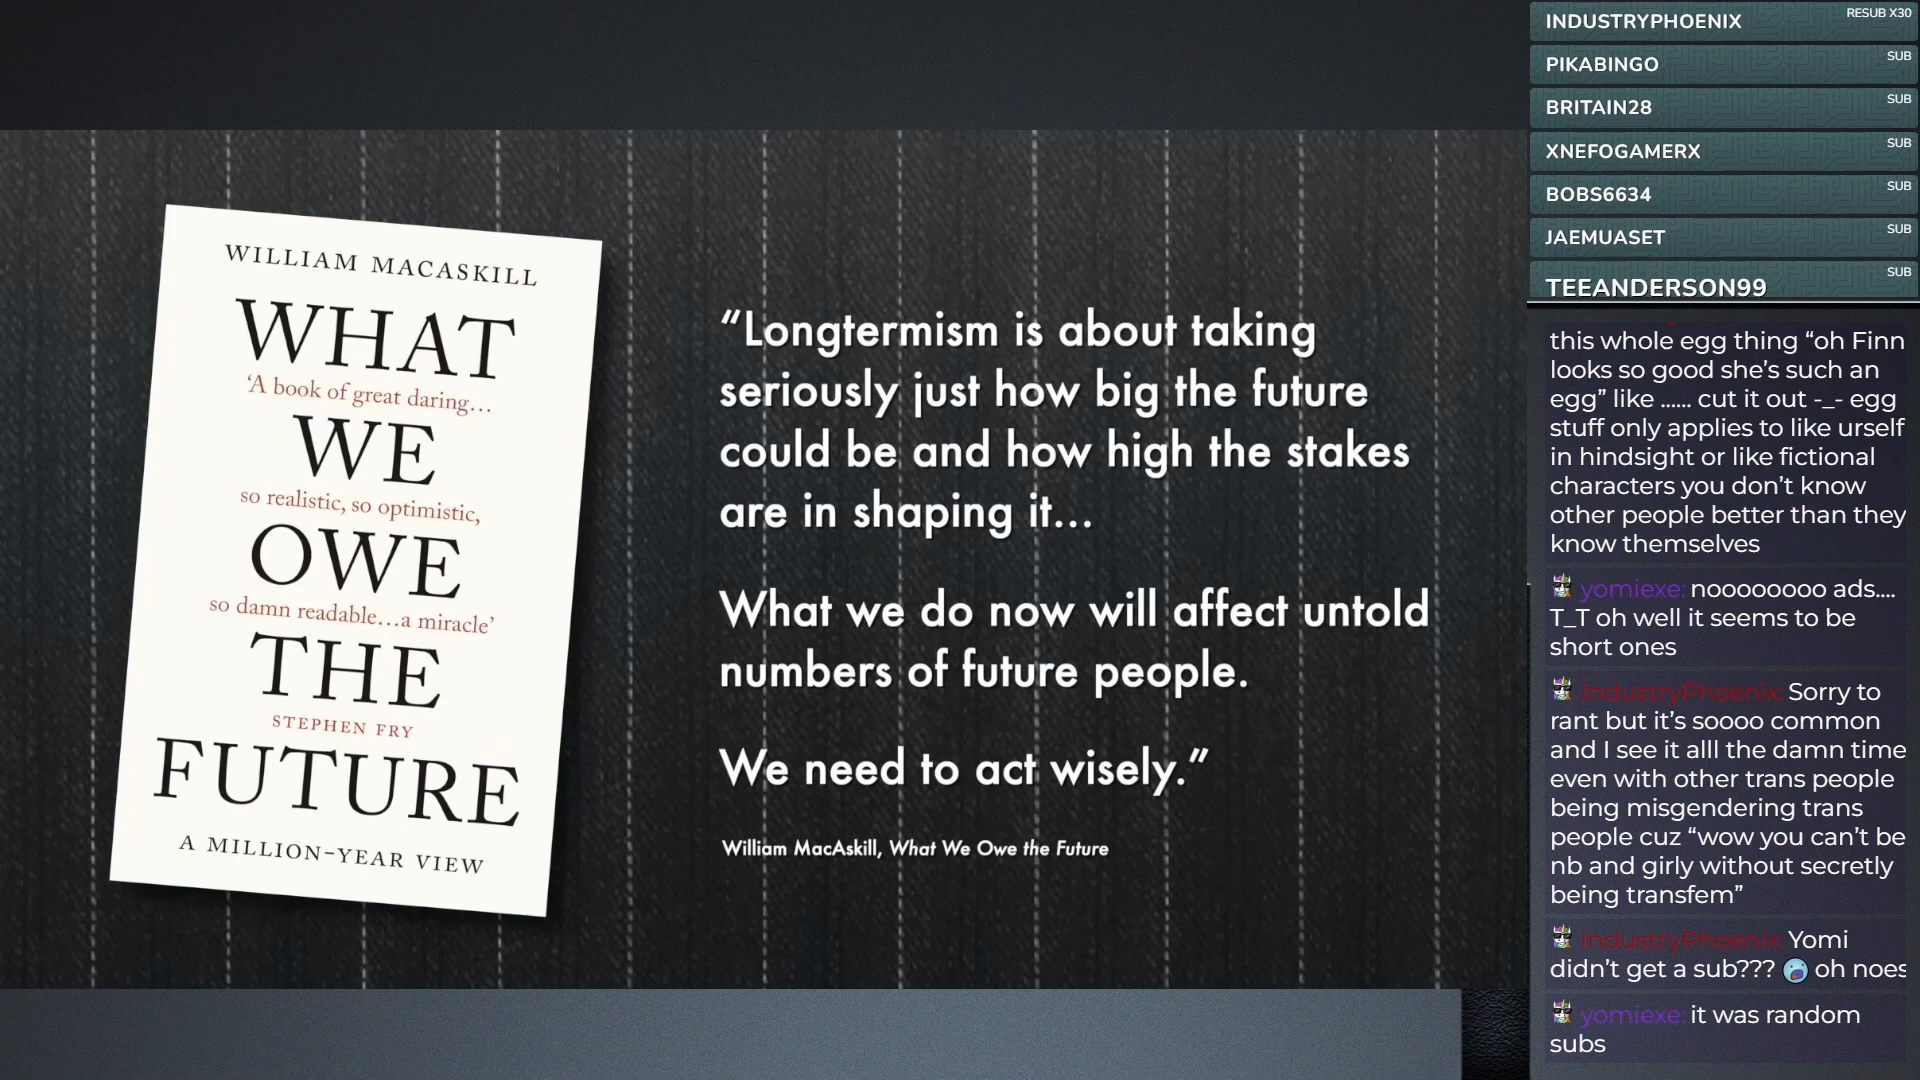 WILLIAM MACASKILL
WHAT
‘A book of great daring…
WE
so realistic, so optimistic,
OWE
so damn readable…a miracle’
THE
STEPHEN FRY
FUTURE
A MILLION-YEAR VIEW
“Longtermism is about taking
seriously just how big the future
could be and how high the stakes
are in shaping it…
What we do now will affect untold
numbers of future people.
We need to act wisely.”
William MacAskill, What We Owe the Future
INDUSTRYPHOENIX RESUB X30
PIKABINGO SUB
BRITAIN28 SUB
XNEFOGAMERX SUB
BOBS6634 SUB
JAEMUASET SUB
TEEANDERSON99 SUB
this whole egg thing “oh Finn
looks so good she’s such an
egg” like ...... cut it out -_- egg
stuff only applies to like urself
in hindsight or like fictional
characters you don’t know
other people better than they
know themselves
yomiexe: noooooooo ads....
T_T oh well it seems to be
short ones
IndustryPhoenix: Sorry to
rant but it’s soooo common
and I see it alll the damn time
even with other trans people
being misgendering trans
people cuz “wow you can’t be
nb and girly without secretly
being transfem”
IndustryPhoenix: Yomi
didn’t get a sub??? oh noes
yomiexe: it was random
subs